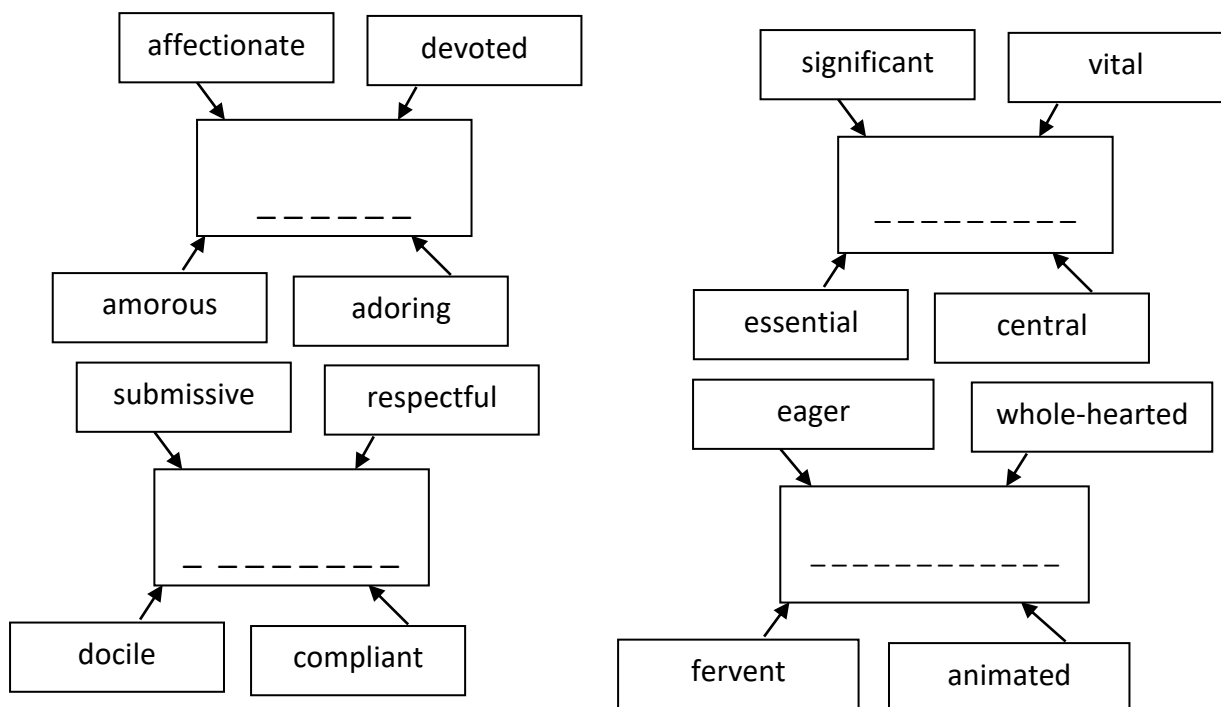 affectionate
devoted
significant
vital
_ _ _ _ _ _
_ _ _ _ _ _ _ _ _
amorous
adoring
essential
central
submissive
respectful
eager
whole-hearted
_ _ _ _ _ _ _ _
_ _ _ _ _ _ _ _ _ _ _ _
docile
compliant
fervent
animated